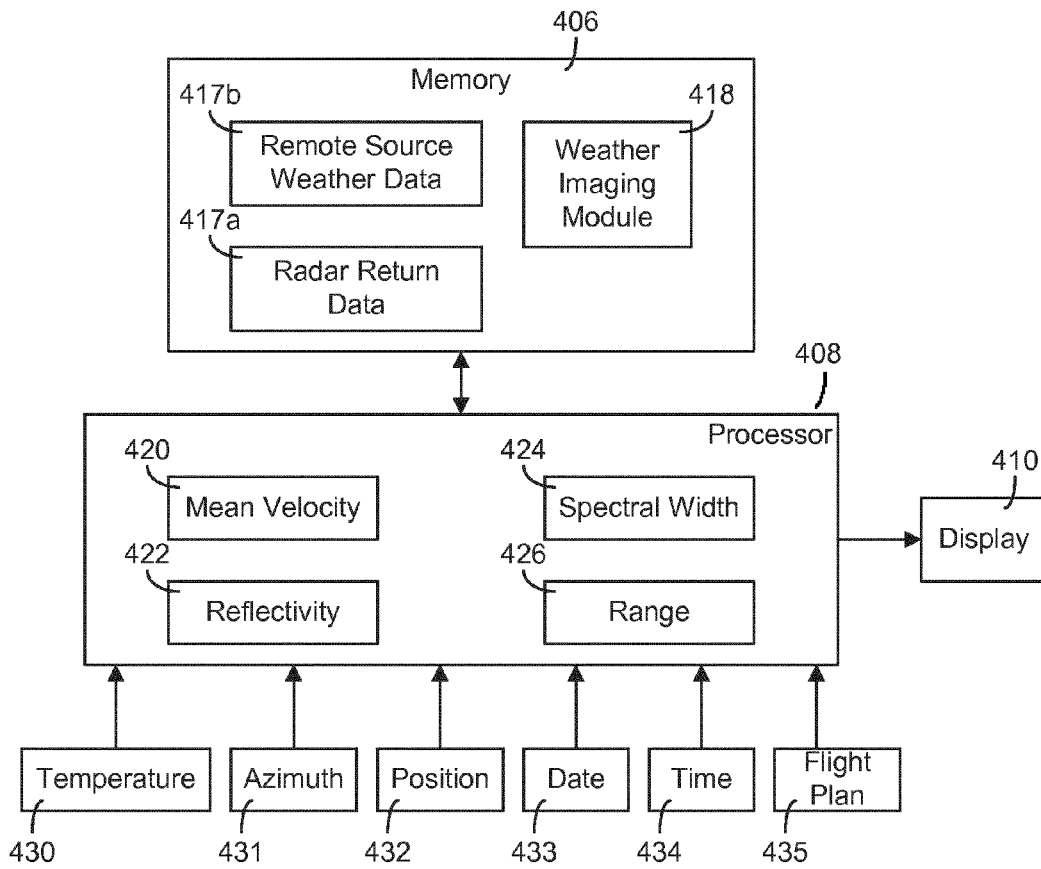 406
Memory
417b
418
Remote Source
Weather Data
Weather
Imaging
Module
417a
Radar Return
Data
408
Processor
420
424
410
Mean Velocity
Spectral Width
Display
422
426
Reflectivity
Range
Temperature
Azimuth
Position
Date
Time
Flight
Plan
430
431
432
433
434
435